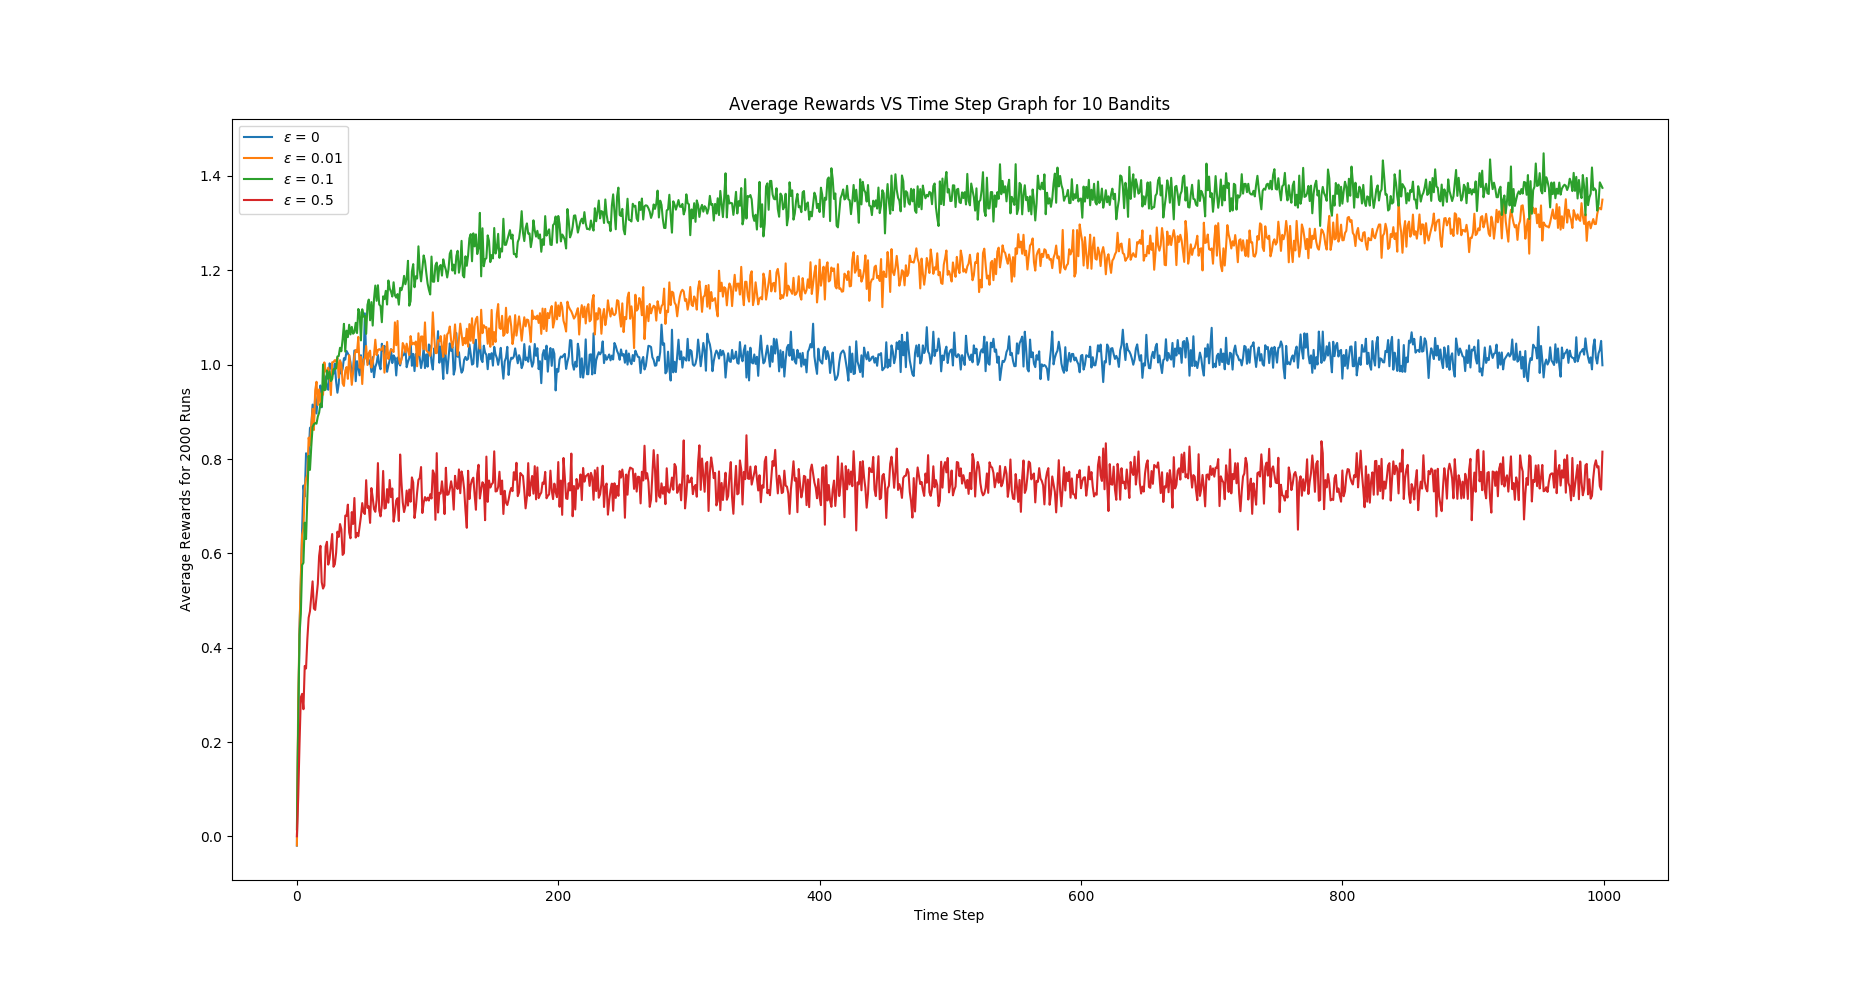 Average Rewards VS Time Step Graph for 10 Bandits
ε = 0
ε = 0.01
ε = 0.1
ε = 0.5
Average Rewards for 2000 Runs
1.4
1.2
1.0
0.8
0.6
0.4
0.2
0.0
0 200 400 600 800 1000
Time Step